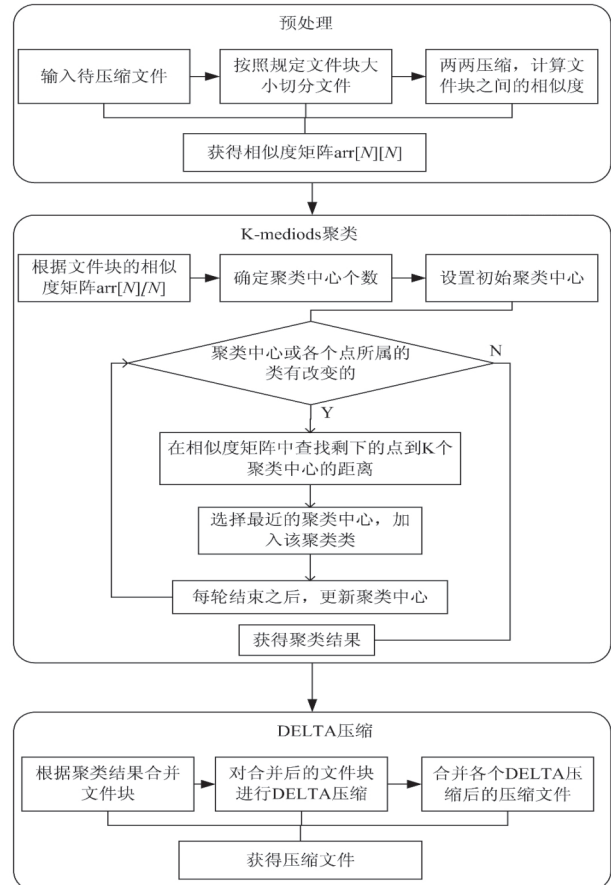 预处理
输入待压缩文件
按照规定文件块大
小切分文件
两两压缩，计算文
件块之间的相似度
获得相似度矩阵arr[N][N]
K-mediods聚类
根据文件块的相似
度矩阵arr[N][N]
确定聚类中心个数
设置初始聚类中心
聚类中心或各个点所属的
类有改变的
N
Y
在相似度矩阵中查找剩下的点到K个
聚类中心的距离
选择最近的聚类中心，加
入该聚类类
每轮结束之后，更新聚类中心
获得聚类结果
DELTA压缩
根据聚类结果合并
文件块
对合并后的文件块
进行DELTA压缩
合并各个DELTA压
缩后的压缩文件
获得压缩文件